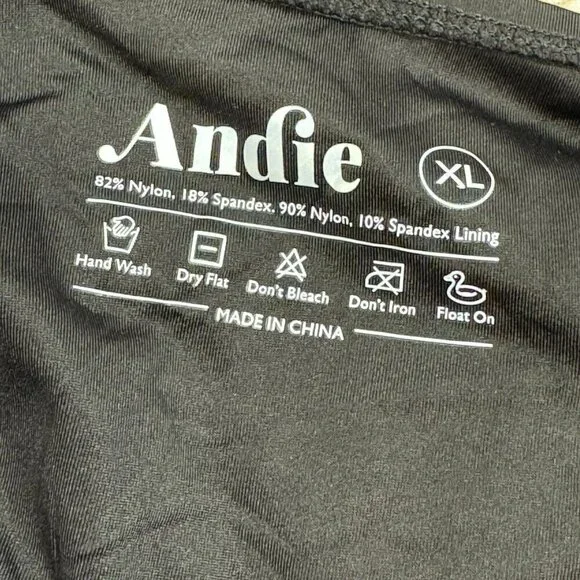 Andie XL
82% Nylon, 18% Spandex, 90% Nylon, 10% Spandex Lining
Hand Wash Dry Flat Don't Bleach Don't Iron Float On
MADE IN CHINA